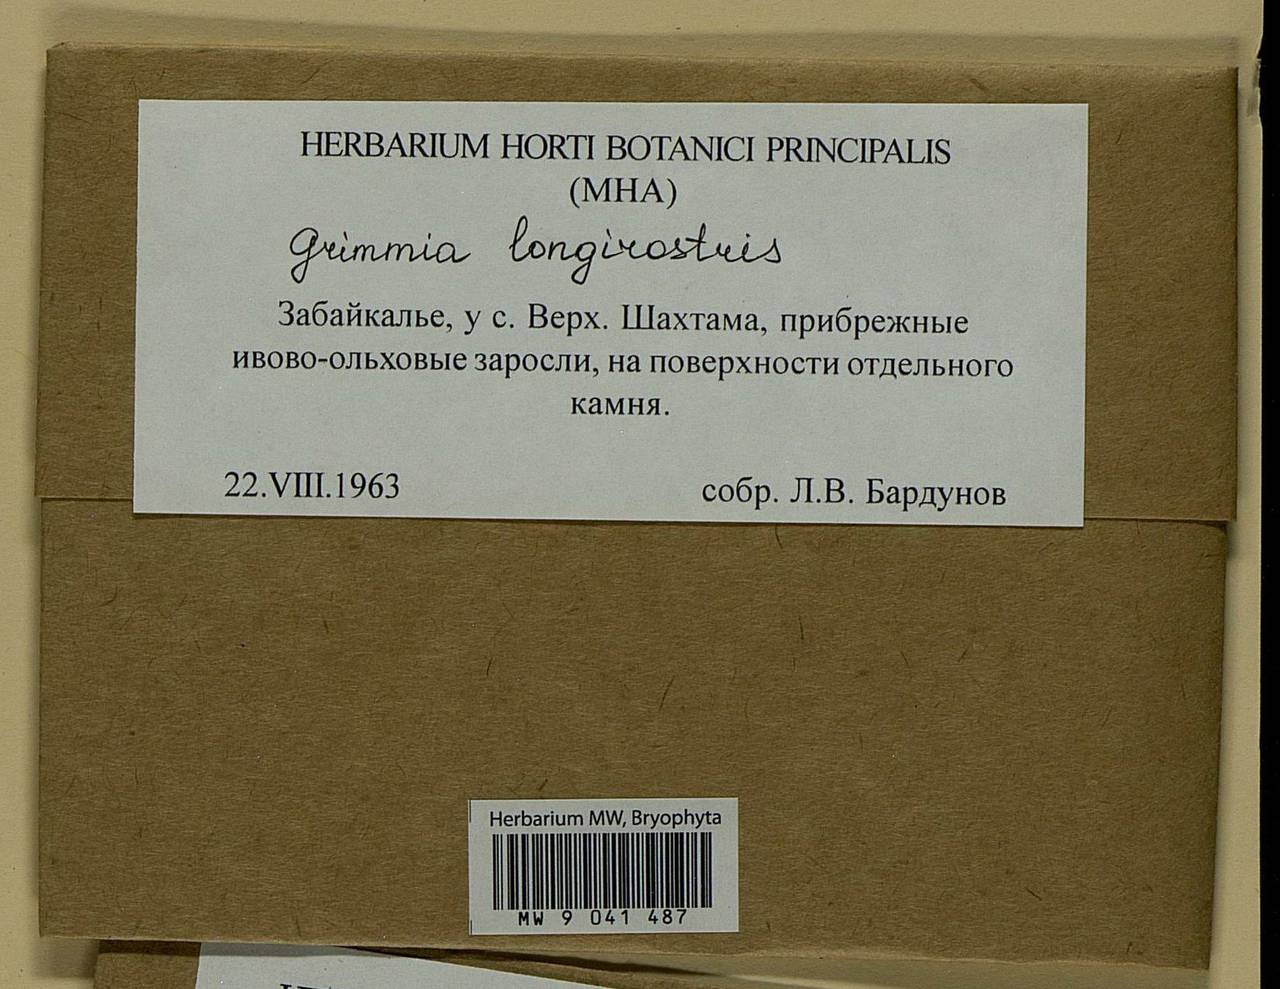 HERBARIUM HORTI BOTANICI PRINCIPALIS
(MHA)
Grimmia longirostris
Забайкалье, у с. Верх. Шахтама, прибрежные
ивово-ольховые заросли, на поверхности отдельного
камня.
22.VIII.1963 собр. Л.В. Бардунов
Herbarium MW, Bryophyta
MW 9 041 487